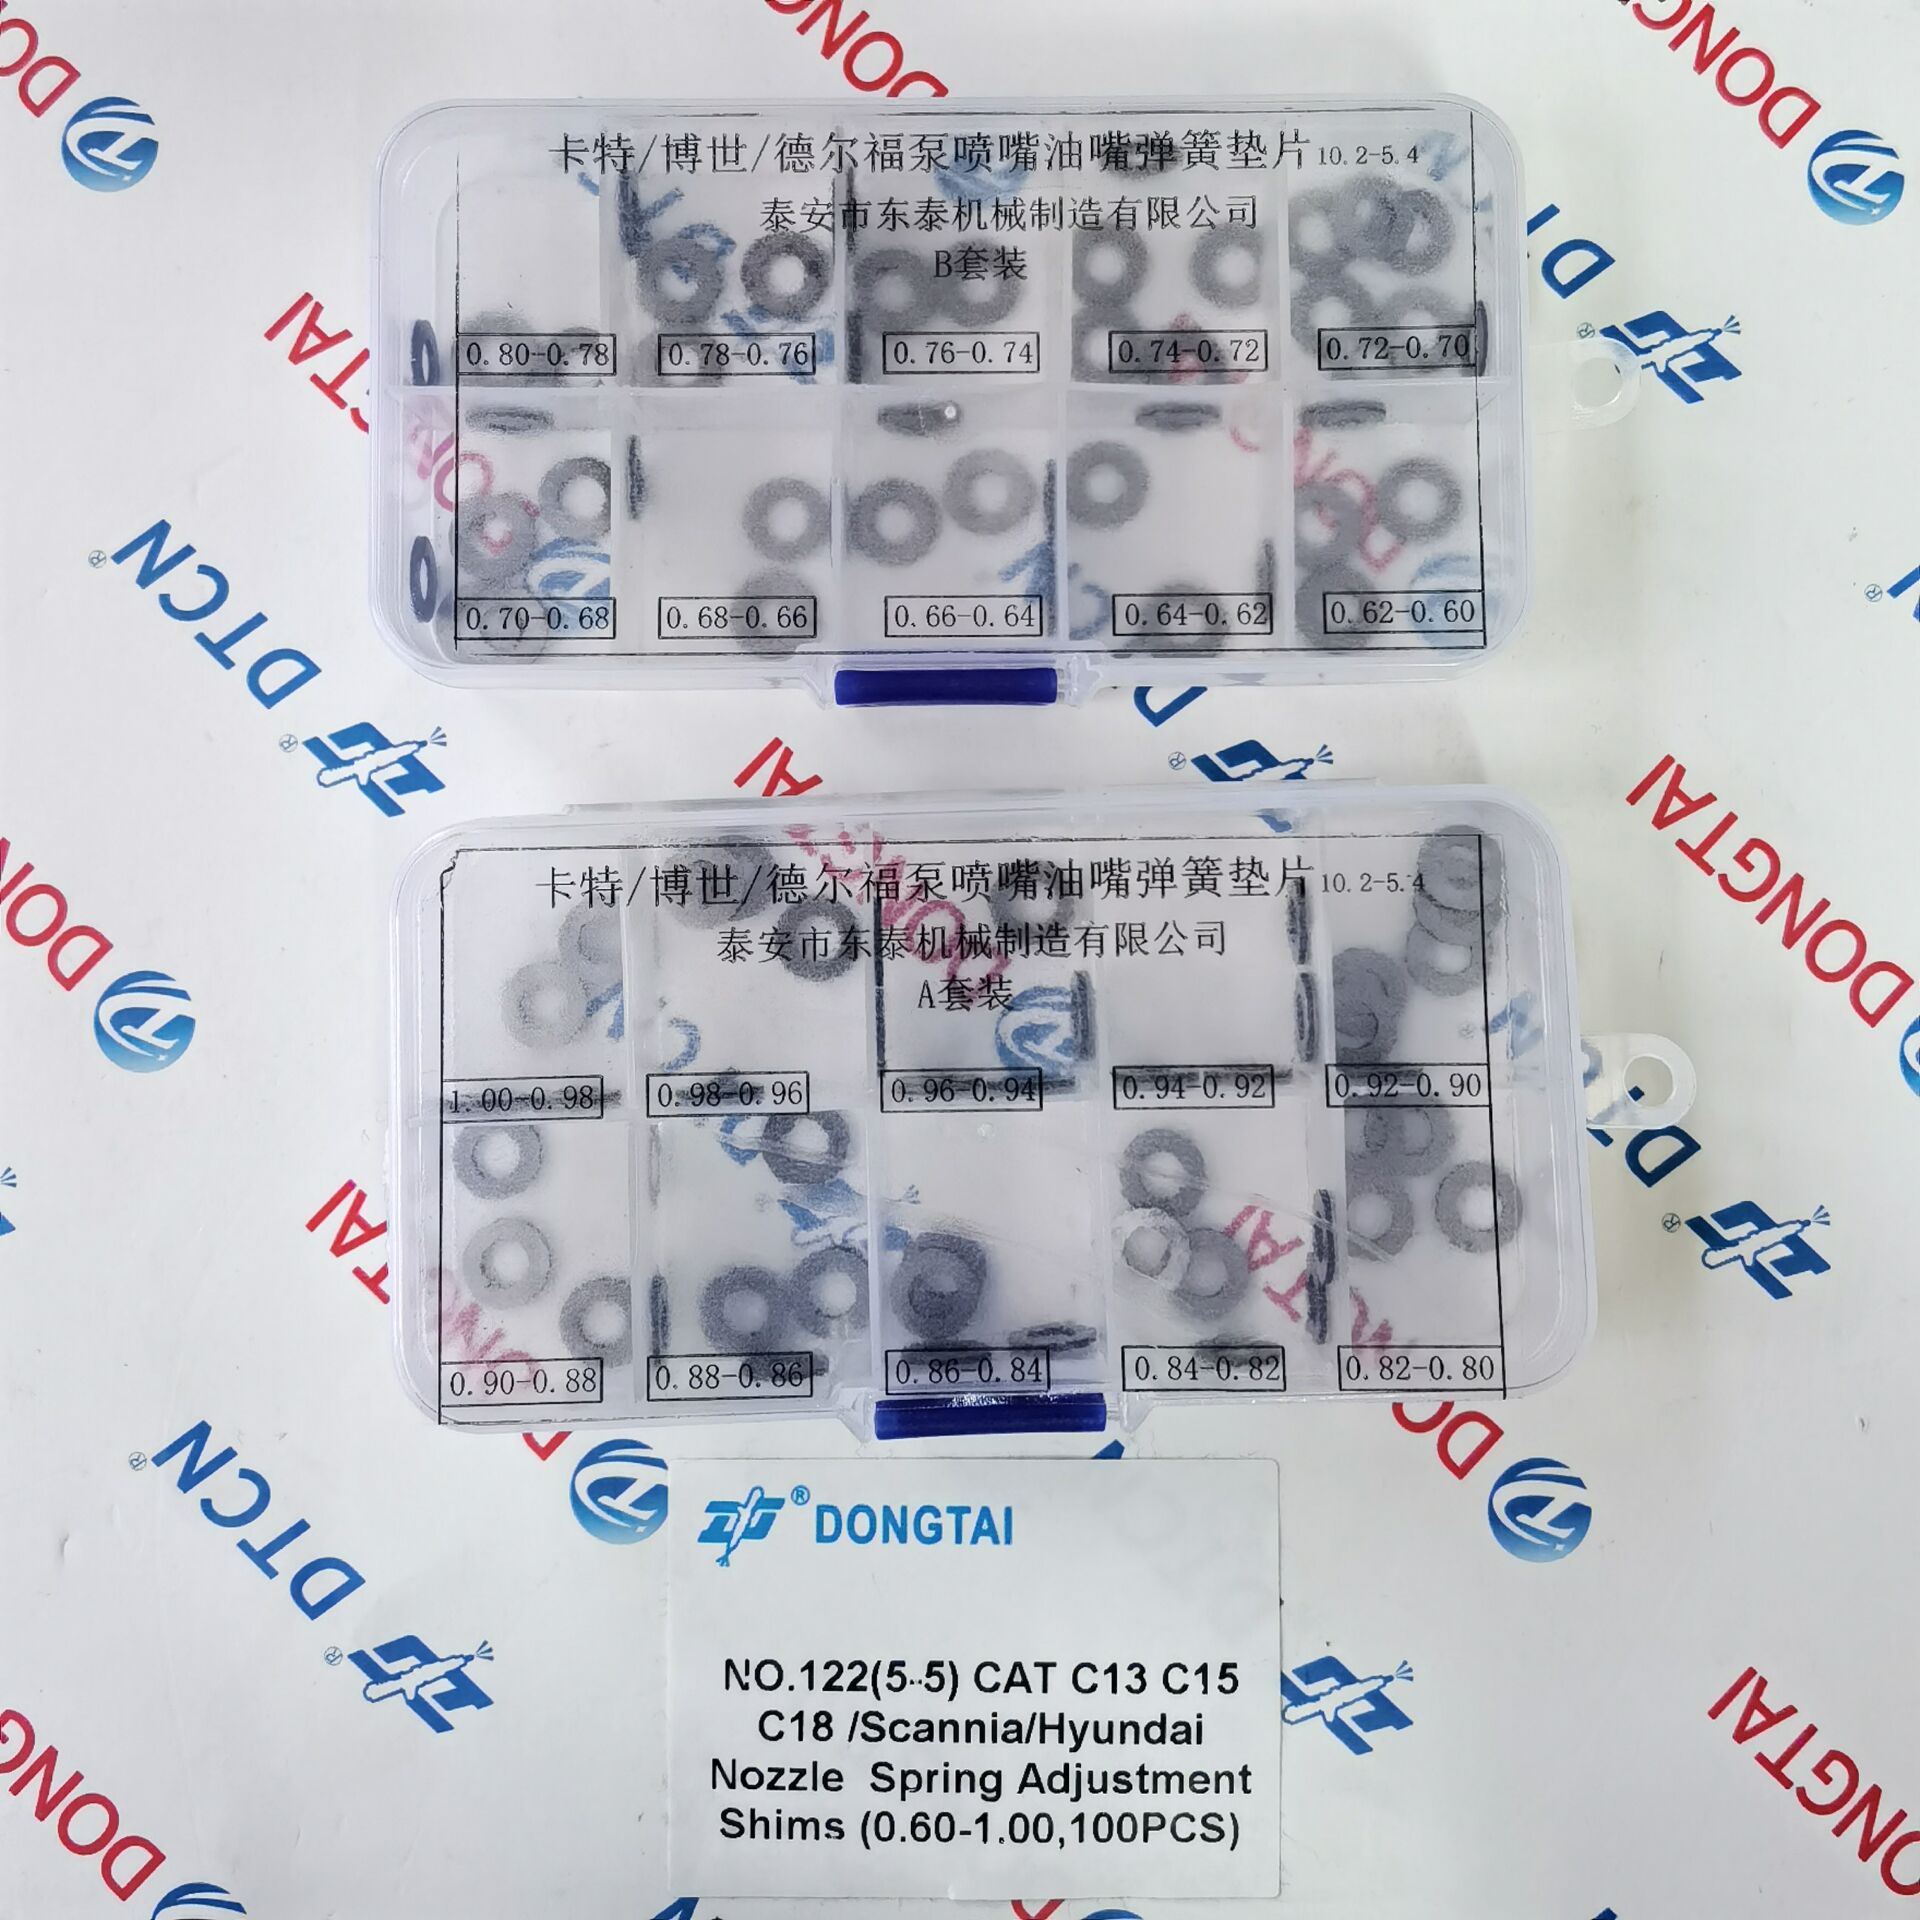 卡特/博世/德尔福泵喷嘴油嘴弹簧垫片 10.2-5.4
泰安市东泰机械制造有限公司
B套装
0.80-0.78 0.78-0.76 0.76-0.74 0.74-0.72 0.72-0.70
0.70-0.68 0.68-0.66 0.66-0.64 0.64-0.62 0.62-0.60
卡特/博世/德尔福泵喷嘴油嘴弹簧垫片 10.2-5.4
泰安市东泰机械制造有限公司
A套装
1.00-0.98 0.98-0.96 0.96-0.94 0.94-0.92 0.92-0.90
0.90-0.88 0.88-0.86 0.86-0.84 0.84-0.82 0.82-0.80
® DONGTAI
NO.122(5-5) CAT C13 C15
C18 /Scannia/Hyundai
Nozzle Spring Adjustment
Shims (0.60-1.00,100PCS)
DTCN
DTCN
DONGTAI
DONGTAI